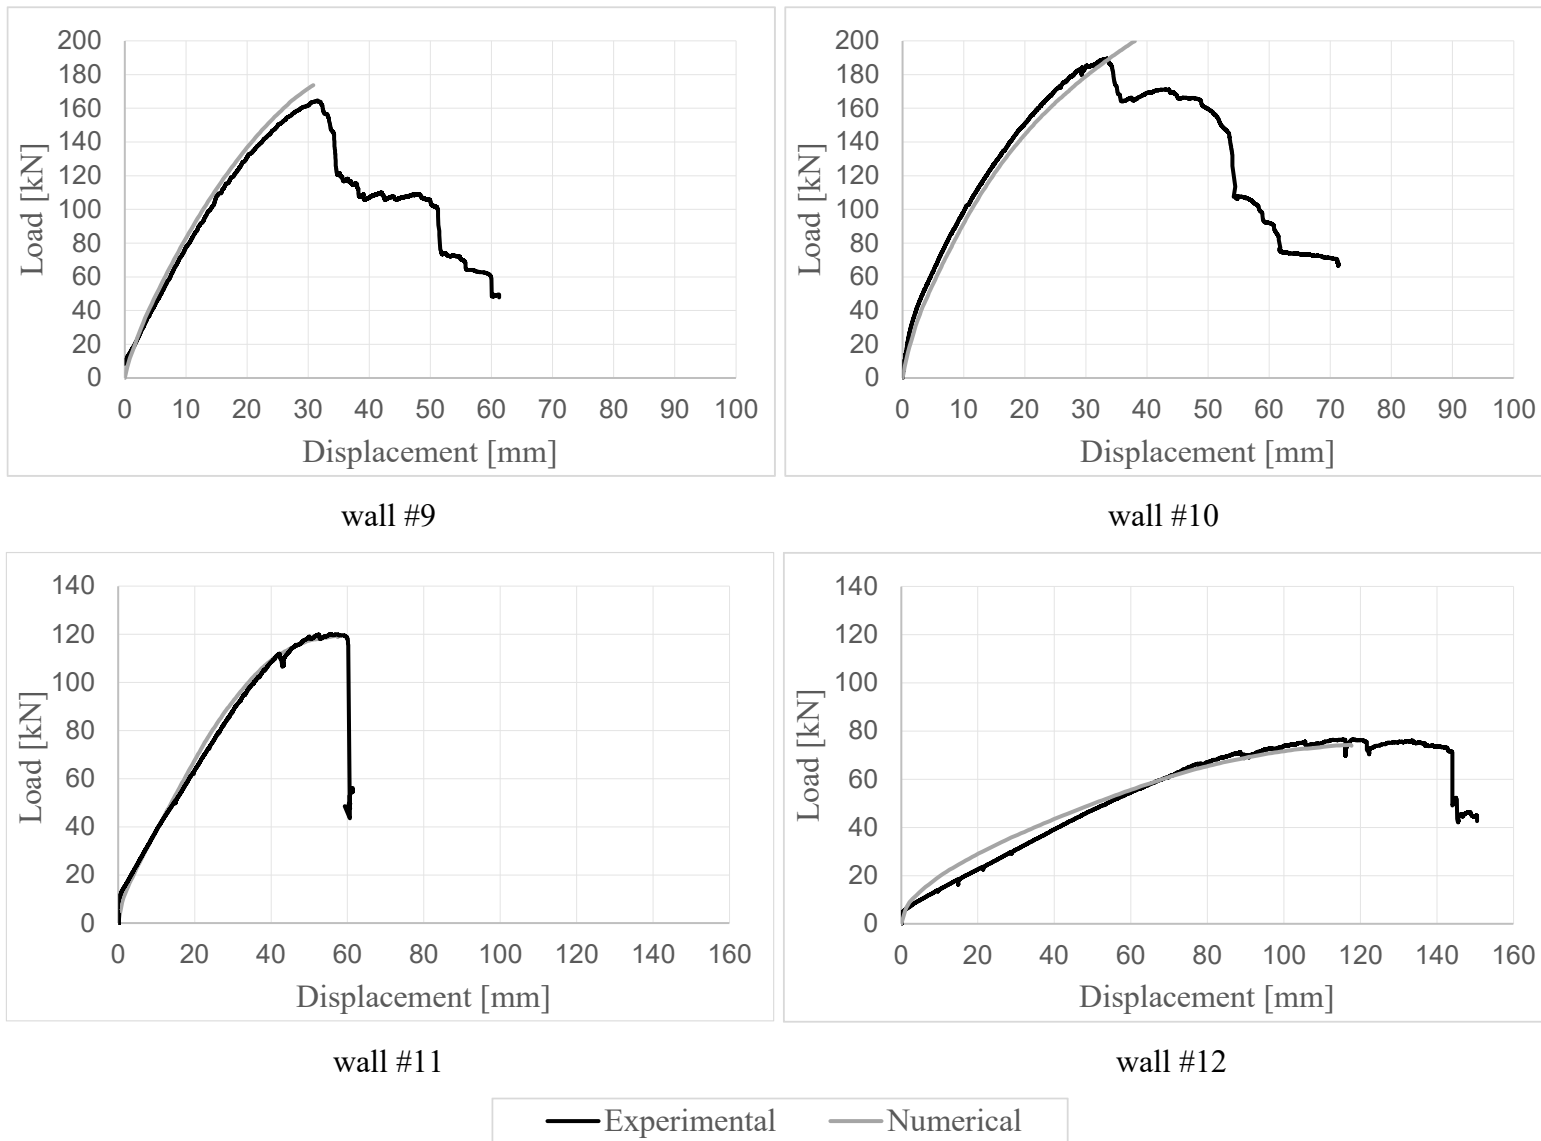 200
180
160
140
120
100
80
60
40
20
0
Load [kN]
0 10 20 30 40 50 60 70 80 90 100
Displacement [mm]
wall #9
200
180
160
140
120
100
80
60
40
20
0
Load [kN]
0 10 20 30 40 50 60 70 80 90 100
Displacement [mm]
wall #10
140
120
100
80
60
40
20
0
Load [kN]
0 20 40 60 80 100 120 140 160
Displacement [mm]
wall #11
140
120
100
80
60
40
20
0
Load [kN]
0 20 40 60 80 100 120 140 160
Displacement [mm]
wall #12
Experimental Numerical